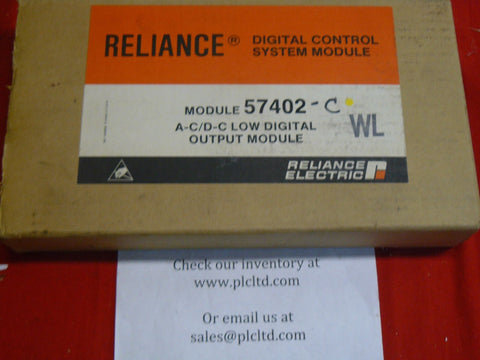 RELIANCE® DIGITAL CONTROL
SYSTEM MODULE
MODULE 57402-C
A-C/D-C LOW DIGITAL
OUTPUT MODULE
WL
RELIANCE
ELECTRIC
Check our inventory at
www.plcltd.com
Or email us at
sales@plcltd.com